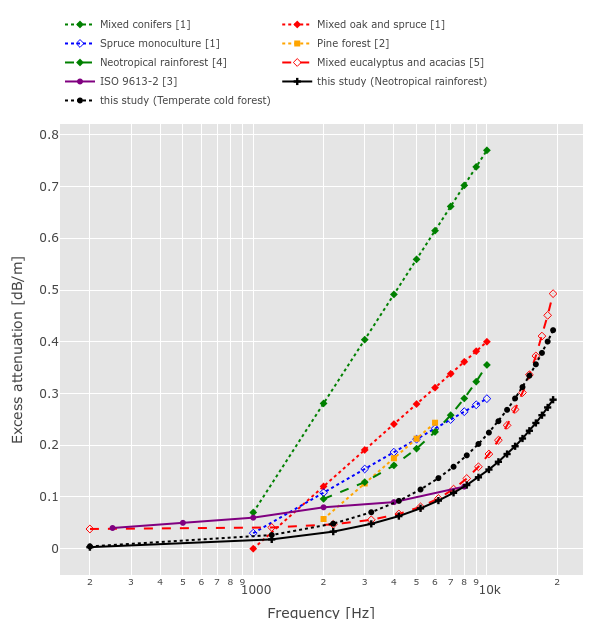 Mixed conifers [1] Mixed oak and spruce [1]
Spruce monoculture [1] Pine forest [2]
Neotropical rainforest [4] Mixed eucalyptus and acacias [5]
ISO 9613-2 [3] this study (Neotropical rainforest)
this study (Temperate cold forest)
0.8
0.7
0.6
0.5
0.4
0.3
0.2
0.1
0
Excess attenuation [dB/m]
2 3 4 5 6 7 8 9 1000 2 3 4 5 6 7 8 9 10k 2
Frequency [Hz]